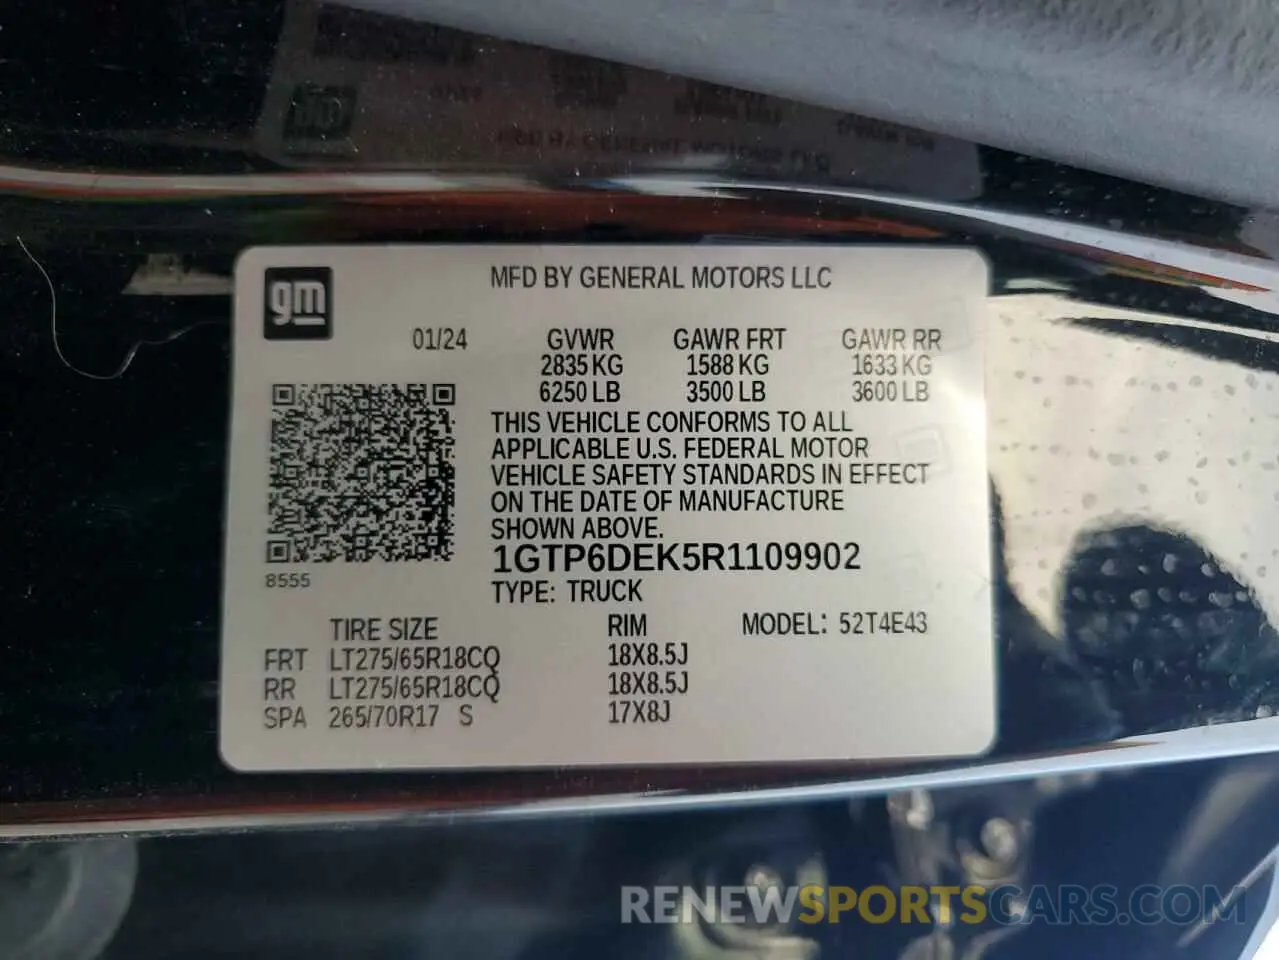 gm
MFD BY GENERAL MOTORS LLC
01/24 GVWR GAWR FRT GAWR RR
2835 KG 1588 KG 1633 KG
6250 LB 3500 LB 3600 LB
THIS VEHICLE CONFORMS TO ALL
APPLICABLE U.S. FEDERAL MOTOR
VEHICLE SAFETY STANDARDS IN EFFECT
ON THE DATE OF MANUFACTURE
SHOWN ABOVE.
1GTP6DEK5R1109902
8555
TYPE: TRUCK
TIRE SIZE RIM MODEL: 52T4E43
FRT LT275/65R18CQ 18X8.5J
RR LT275/65R18CQ 18X8.5J
SPA 265/70R17 S 17X8J
RENEWSPORTSCARS.COM